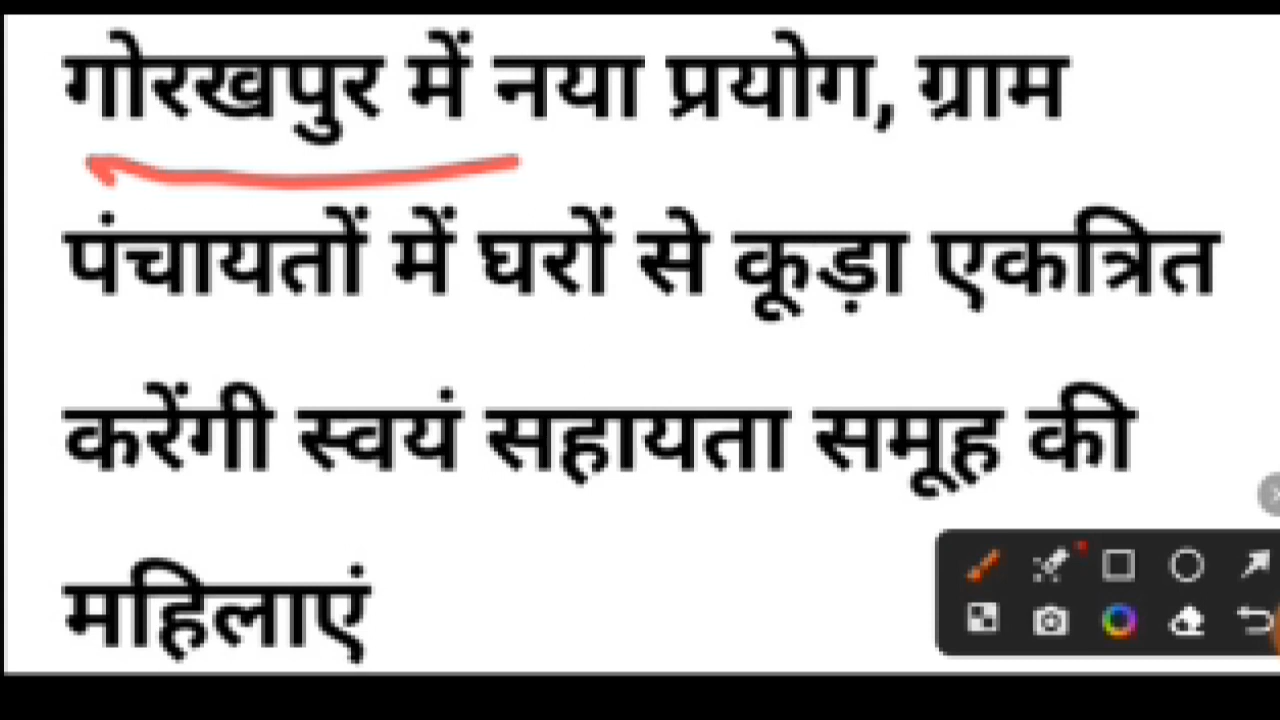 गोरखपुर में नया प्रयोग, ग्राम
पंचायतों में घरों से कूड़ा एकत्रित
करेंगी स्वयं सहायता समूह की
महिलाएं